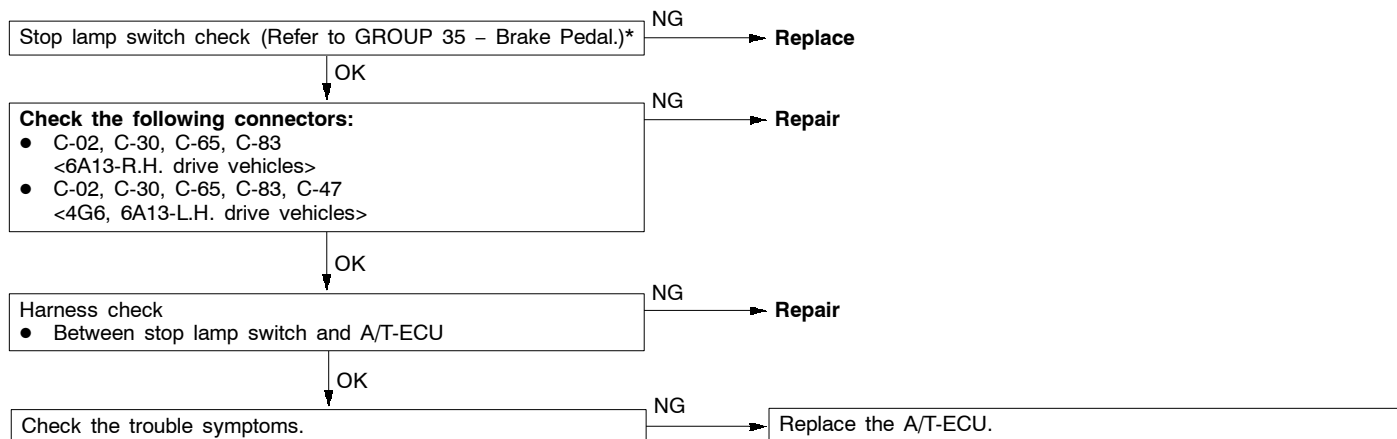 Stop lamp switch check (Refer to GROUP 35 – Brake Pedal.)*
NG
Replace
OK
Check the following connectors:
● C-02, C-30, C-65, C-83
<6A13-R.H. drive vehicles>
● C-02, C-30, C-65, C-83, C-47
<4G6, 6A13-L.H. drive vehicles>
NG
Repair
OK
Harness check
● Between stop lamp switch and A/T-ECU
NG
Repair
OK
Check the trouble symptoms.
NG
Replace the A/T-ECU.